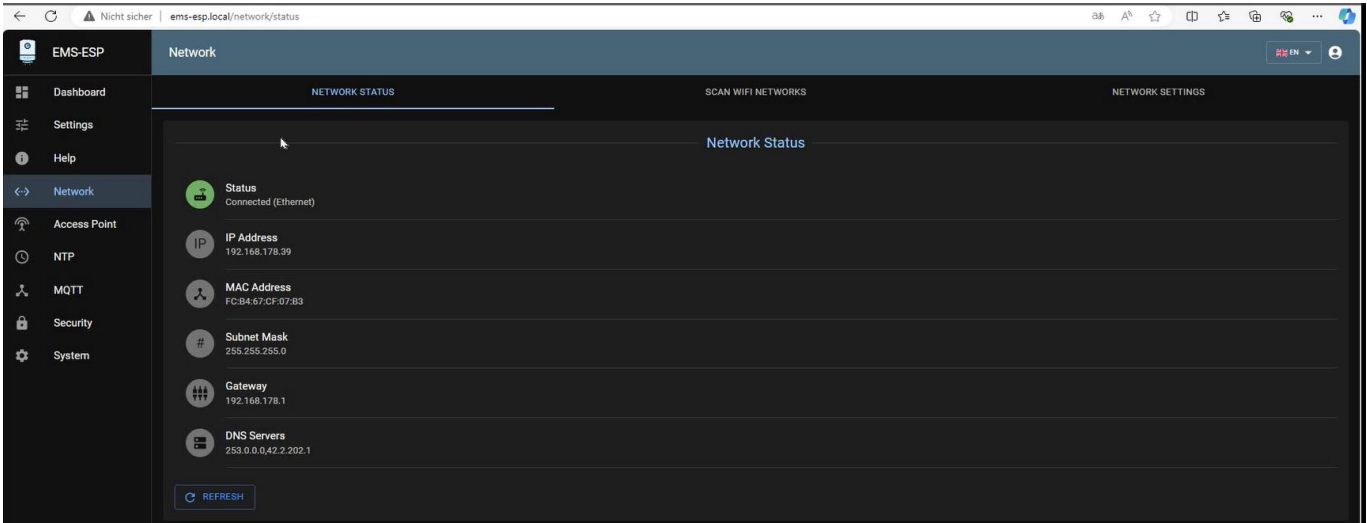 Nicht sicher | ems-esp.local/network/status
EMS-ESP
Network
EN
Dashboard
NETWORK STATUS
SCAN WIFI NETWORKS
NETWORK SETTINGS
Settings
Network Status
Help
Network
Status
Connected (Ethernet)
Access Point
IP
IP Address
192.168.178.39
NTP
MQTT
MAC Address
FC:B4:67:CF:07:B3
Security
#
Subnet Mask
255.255.255.0
System
Gateway
192.168.178.1
DNS Servers
253.0.0.0,42.2.202.1
REFRESH